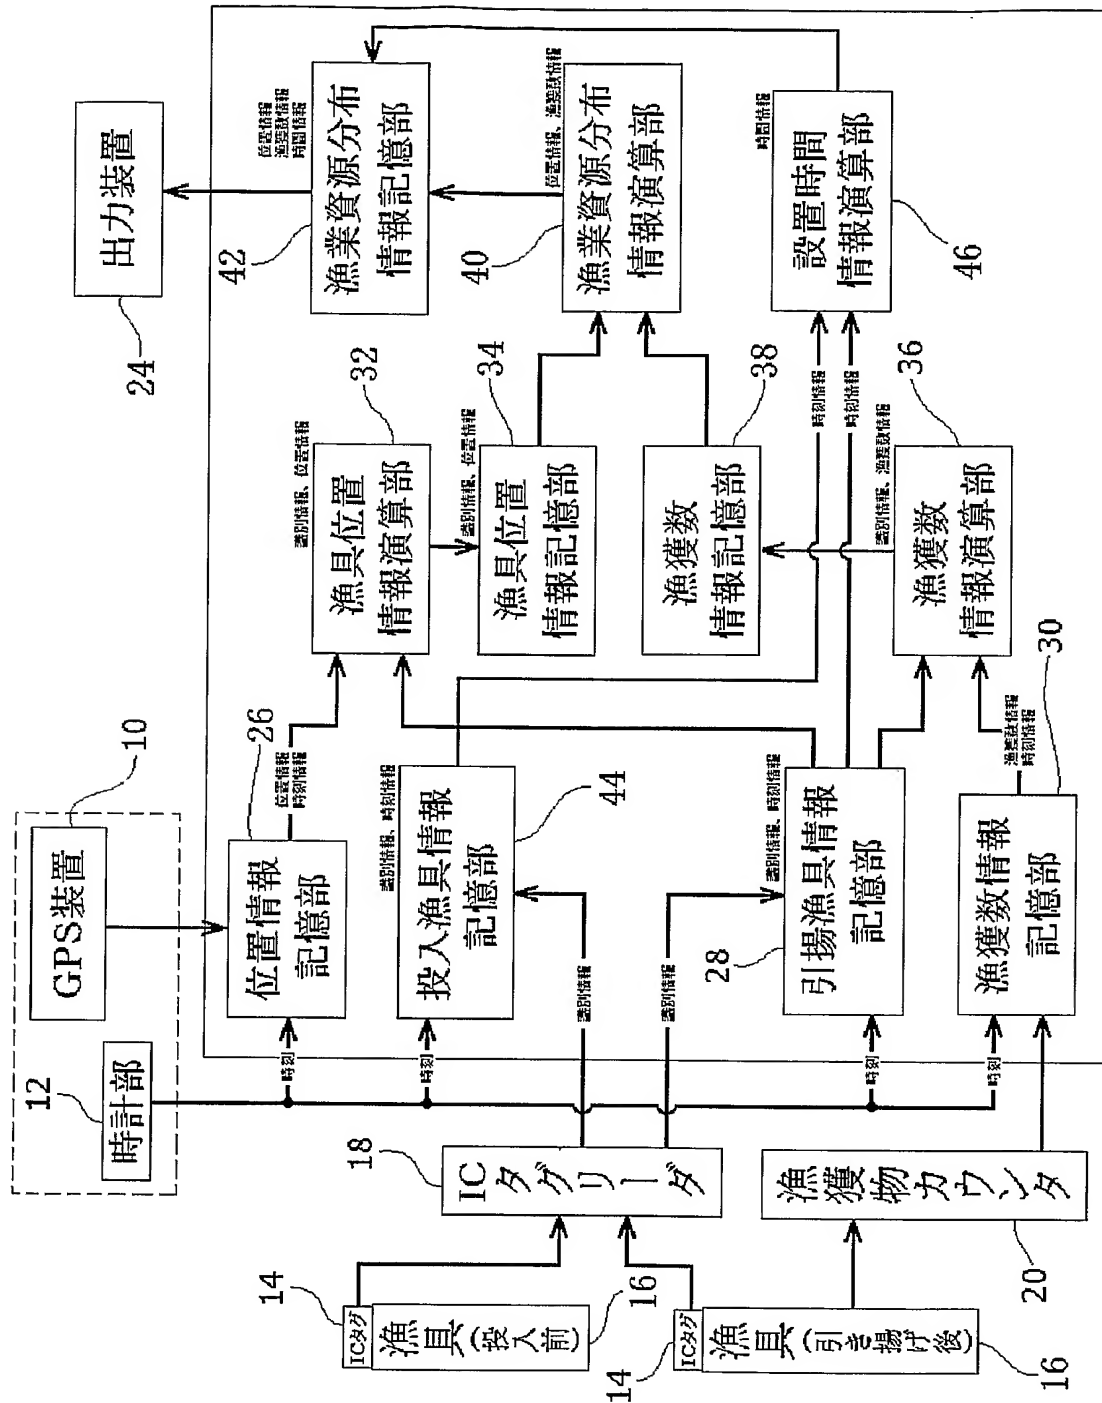 14
ICタグ
漁具
(投入前)
16
14
ICタグ
漁具
(引き揚げ後)
16
12
時計部
10
GPS装置
18
IC
タグリーダ
漁獲物カウンタ
20
時刻
時刻
時刻
時刻
識別情報
識別情報
26
位置情報
記憶部
位置情報
時刻情報
44
投入漁具情報
記憶部
識別情報、時刻情報
28
引揚漁具情報
記憶部
識別情報、時刻情報
30
漁獲数情報
記憶部
漁獲数情報
時刻情報
32
漁具位置
情報演算部
識別情報、位置情報
34
漁具位置
情報記憶部
識別情報、位置情報
38
漁獲数
情報記憶部
36
漁獲数
情報演算部
識別情報、漁獲数情報
時刻情報
時刻情報
24
出力装置
42
漁業資源分布
情報記憶部
位置情報
漁獲数情報
時間情報
40
漁業資源分布
情報演算部
位置情報、漁獲数情報
46
設置時間
情報演算部
時間情報